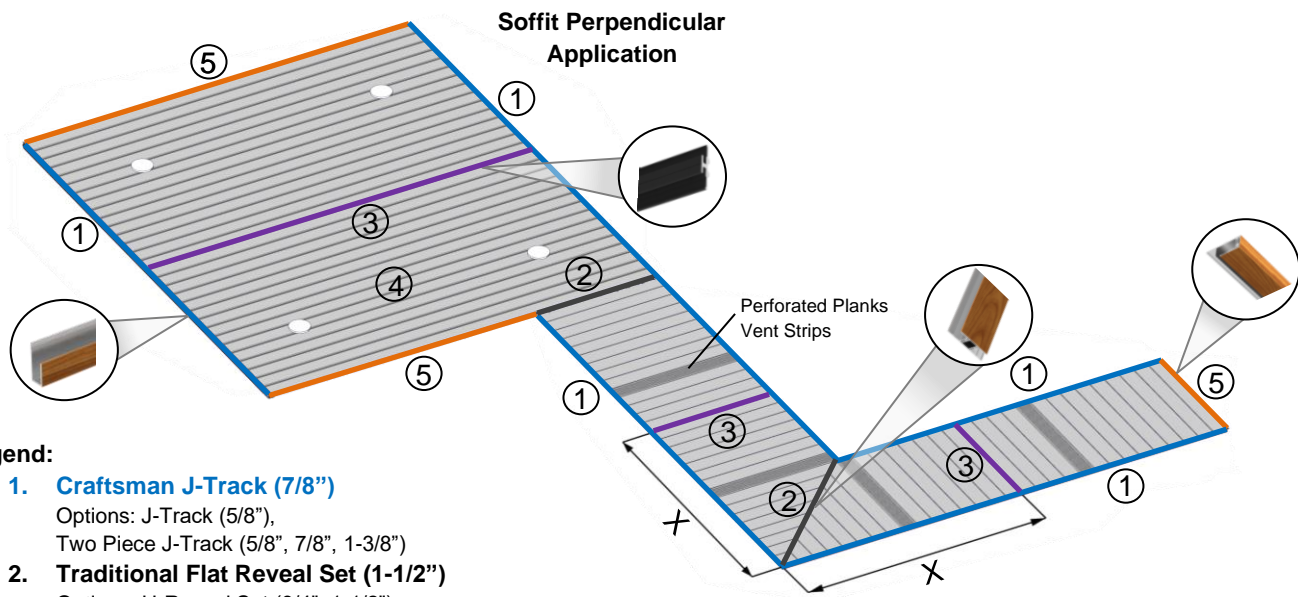 Soffit Perpendicular
Application
5
1
3
1
4
2
Perforated Planks
Vent Strips
5
1
3
1
5
3
2
1
X
X
gend:
1. Craftsman J-Track (7/8”)
Options: J-Track (5/8”),
Two Piece J-Track (5/8”, 7/8”, 1-3/8”)
2. Traditional Flat Reveal Set (1-1/2”)